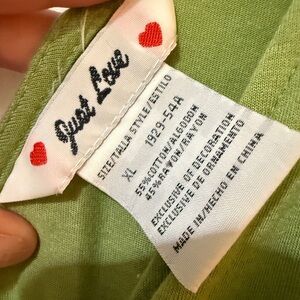 Just Love
SIZE/TALLA STYLE/ESTILO
XL 1929-54A
55%COTTON/ALGODON
45%RAYON/RAYON
EXCLUSIVE OF DECORATION
EXCLUSIVE DE ORNAMENTO
MADE IN/HECHO EN CHINA